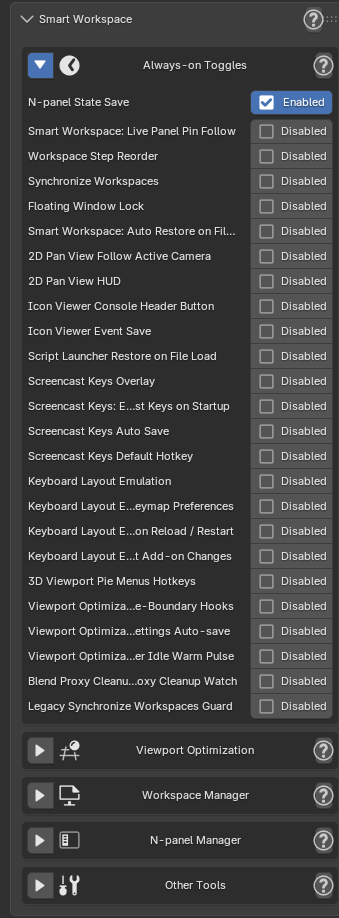 Smart Workspace
Always-on Toggles
N-panel State Save Enabled
Smart Workspace: Live Panel Pin Follow Disabled
Workspace Step Reorder Disabled
Synchronize Workspaces Disabled
Floating Window Lock Disabled
Smart Workspace: Auto Restore on Fil... Disabled
2D Pan View Follow Active Camera Disabled
2D Pan View HUD Disabled
Icon Viewer Console Header Button Disabled
Icon Viewer Event Save Disabled
Script Launcher Restore on File Load Disabled
Screencast Keys Overlay Disabled
Screencast Keys: E...st Keys on Startup Disabled
Screencast Keys Auto Save Disabled
Screencast Keys Default Hotkey Disabled
Keyboard Layout Emulation Disabled
Keyboard Layout E...eymap Preferences Disabled
Keyboard Layout E...on Reload / Restart Disabled
Keyboard Layout E...t Add-on Changes Disabled
3D Viewport Pie Menus Hotkeys Disabled
Viewport Optimiza...e-Boundary Hooks Disabled
Viewport Optimiza...ettings Auto-save Disabled
Viewport Optimiza...er Idle Warm Pulse Disabled
Blend Proxy Cleanu...oxy Cleanup Watch Disabled
Legacy Synchronize Workspaces Guard Disabled
Viewport Optimization
Workspace Manager
N-panel Manager
Other Tools